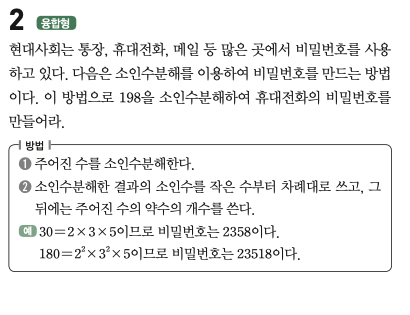 2 융합형
현대사회는 통장, 휴대전화, 메일 등 많은 곳에서 비밀번호를 사용
하고 있다. 다음은 소인수분해를 이용하여 비밀번호를 만드는 방법
이다. 이 방법으로 198을 소인수분해하여 휴대전화의 비밀번호를
만들어라.
방법
❶ 주어진 수를 소인수분해한다.
❷ 소인수분해한 결과의 소인수를 작은 수부터 차례대로 쓰고, 그
뒤에는 주어진 수의 약수의 개수를 쓴다.
예 30=2×3×5이므로 비밀번호는 2358이다.
180=2²×3²×5이므로 비밀번호는 23518이다.